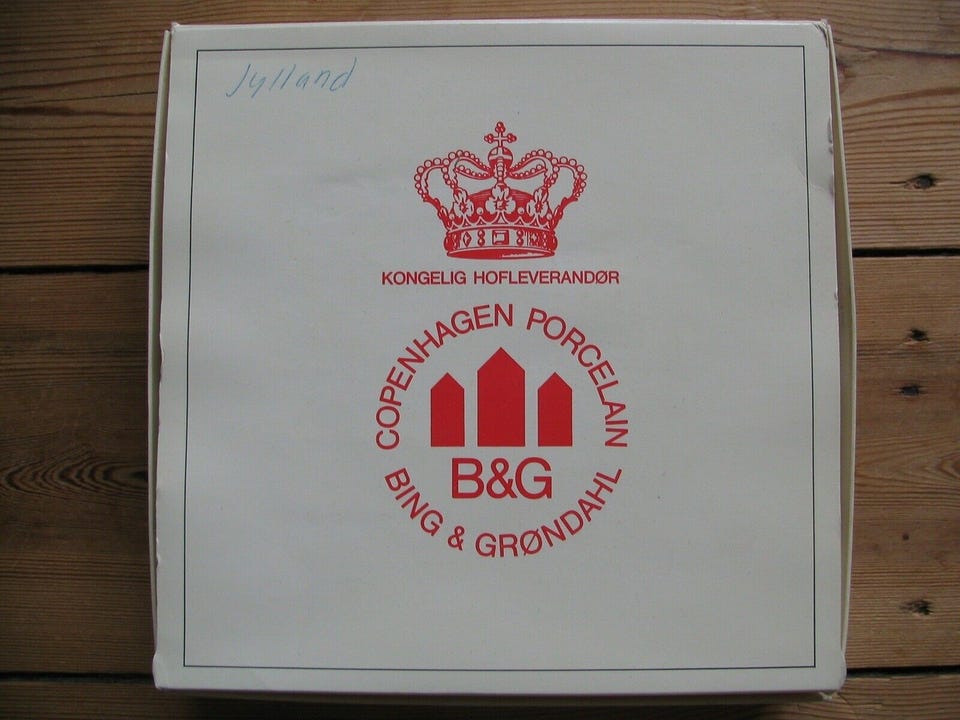 Jylland
KONGELIG HOFLEVERANDØR
COPENHAGEN PORCELAIN
B&G
BING & GRØNDAHL